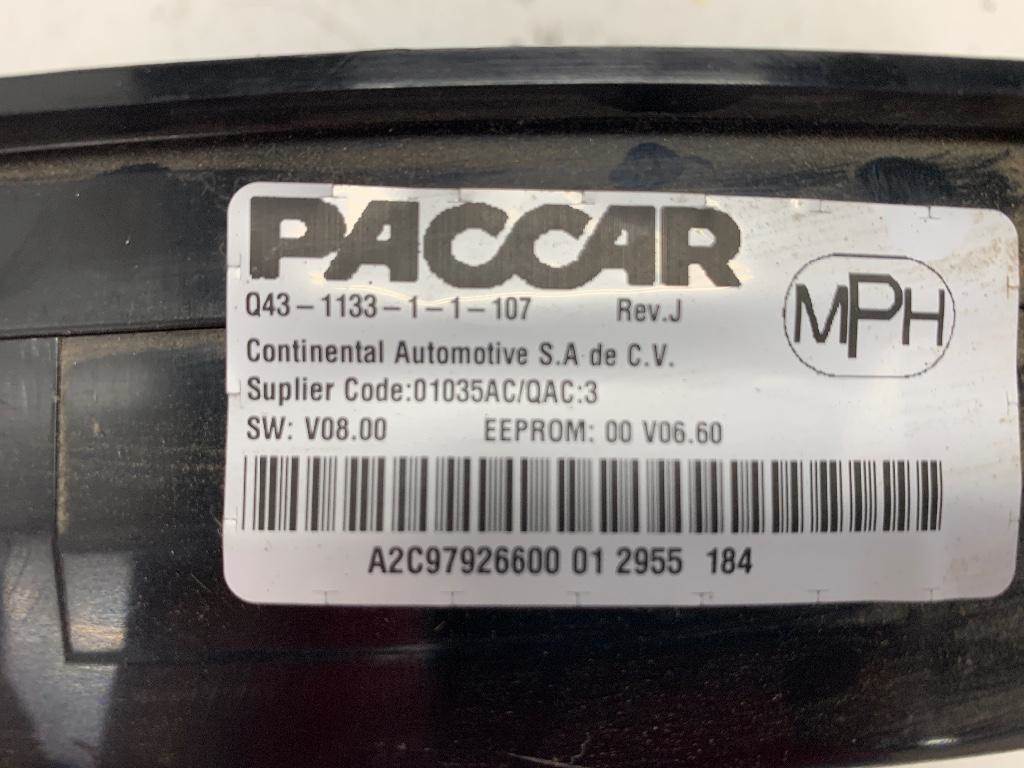 PACCAR
Q43-1133-1-1-107 Rev.J
MPH
Continental Automotive S.A de C.V.
Suplier Code:01035AC/QAC:3
SW: V08.00 EEPROM: 00 V06.60
A2C97926600 01 2955 184